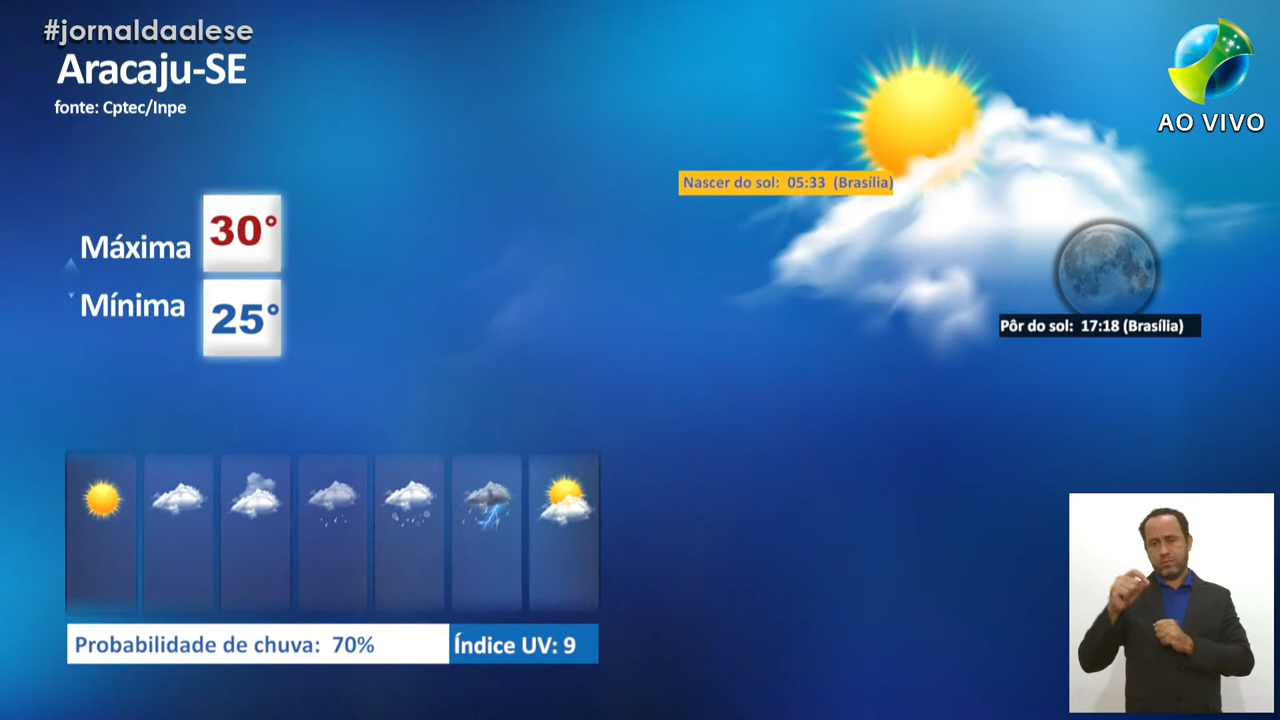 #jornaldaalese
Aracaju-SE
fonte: Cptec/Inpe
AO VIVO
Nascer do sol: 05:33 (Brasília)
Máxima 30°
Mínima 25°
Pôr do sol: 17:18 (Brasília)
Probabilidade de chuva: 70% Índice UV: 9